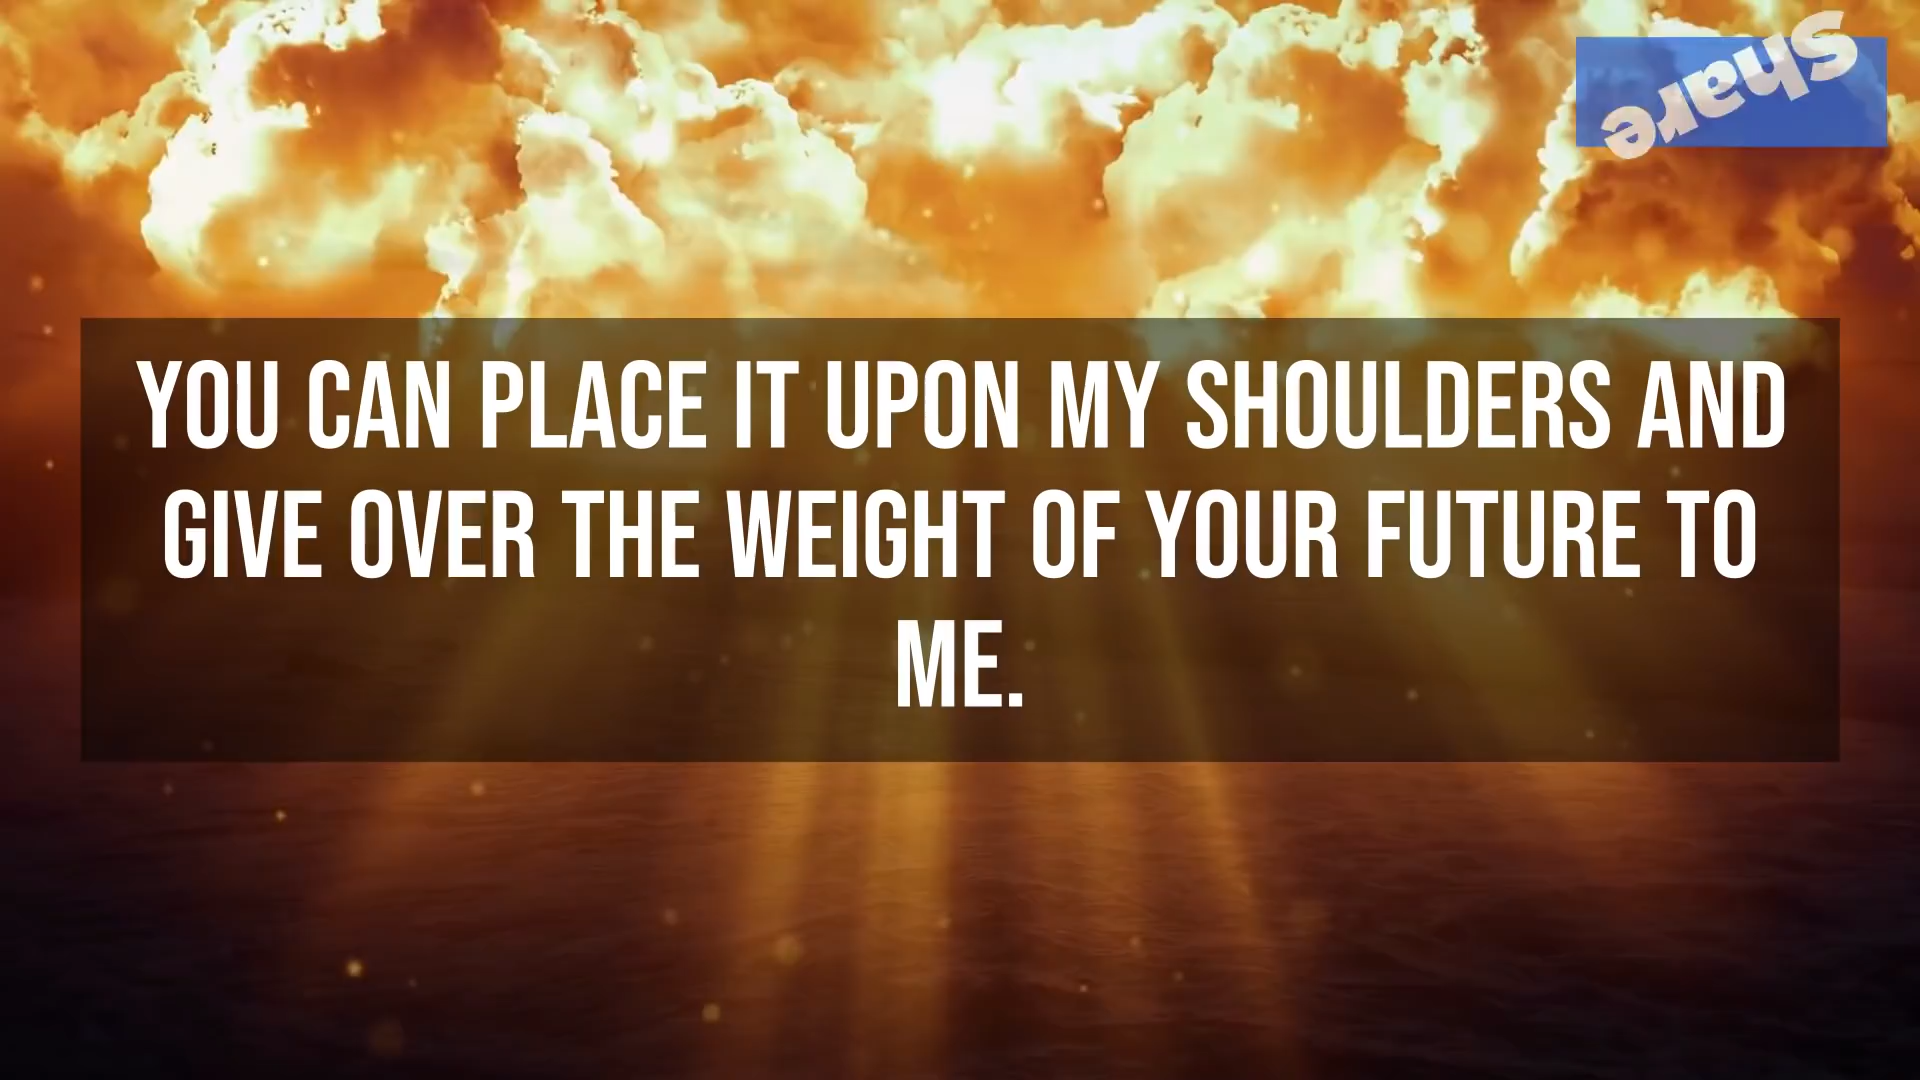 Share
YOU CAN PLACE IT UPON MY SHOULDERS AND
GIVE OVER THE WEIGHT OF YOUR FUTURE TO
ME.